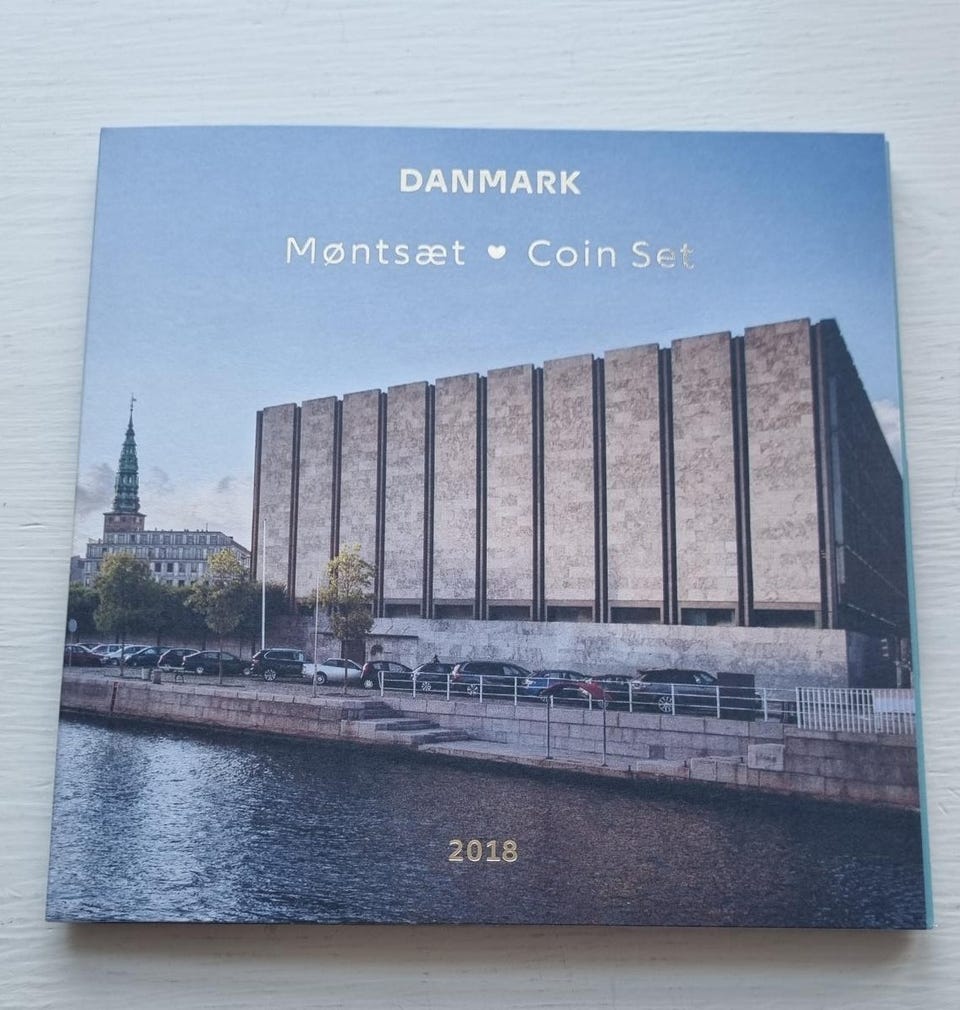 DANMARK
Møntsæt ♥ Coin Set
2018